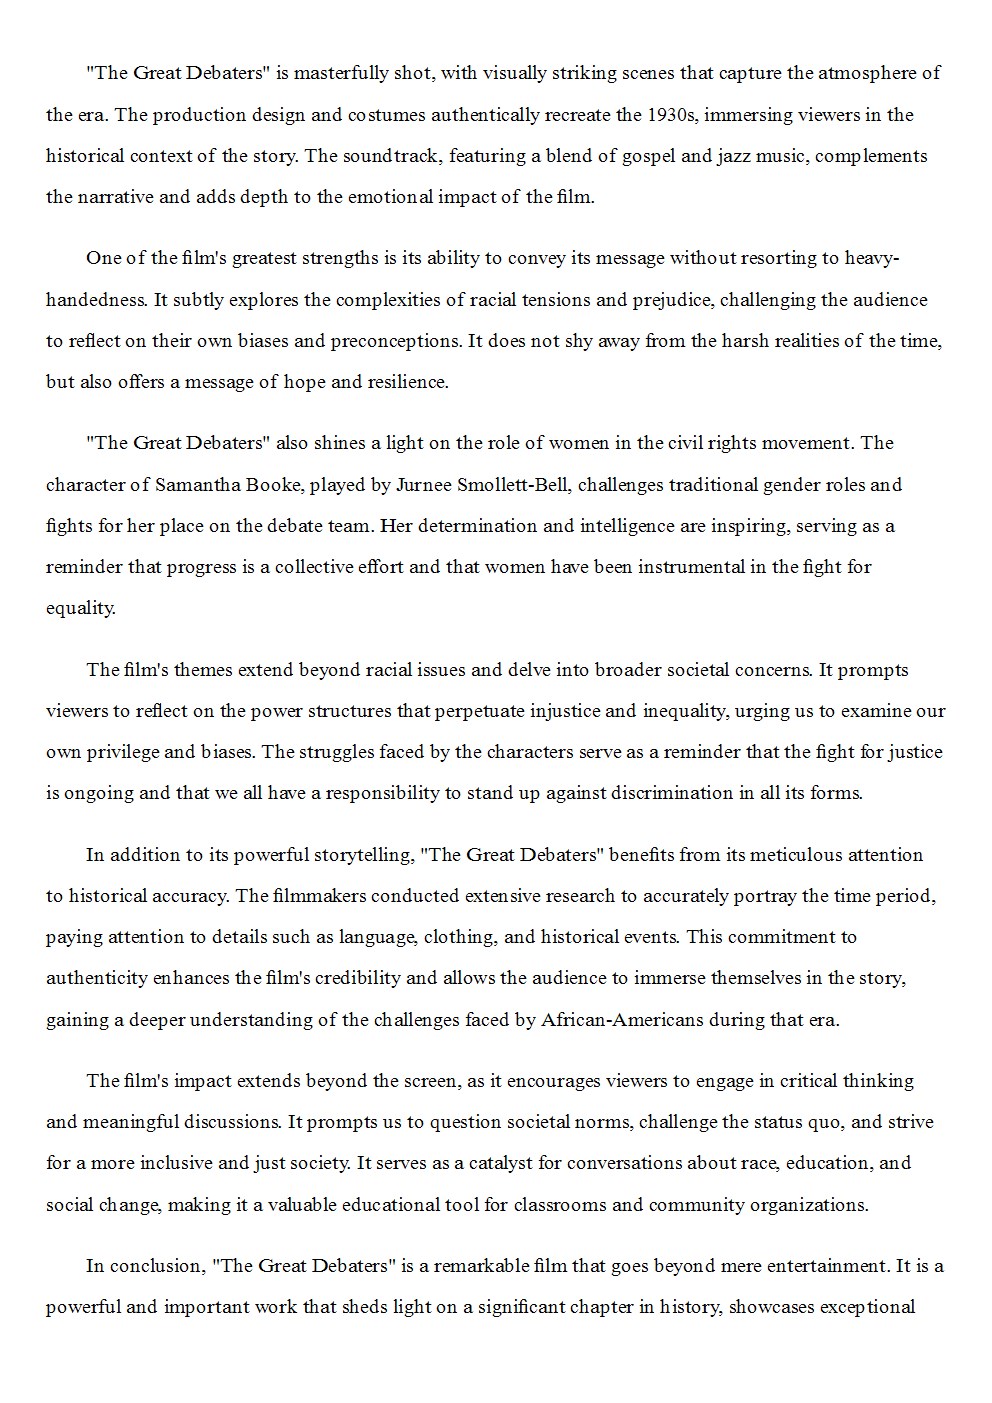 "The Great Debaters" is masterfully shot, with visually striking scenes that capture the atmosphere of
the era. The production design and costumes authentically recreate the 1930s, immersing viewers in the
historical context of the story. The soundtrack, featuring a blend of gospel and jazz music, complements
the narrative and adds depth to the emotional impact of the film.
One of the film's greatest strengths is its ability to convey its message without resorting to heavy-
handedness. It subtly explores the complexities of racial tensions and prejudice, challenging the audience
to reflect on their own biases and preconceptions. It does not shy away from the harsh realities of the time,
but also offers a message of hope and resilience.
"The Great Debaters" also shines a light on the role of women in the civil rights movement. The
character of Samantha Booke, played by Jurnee Smollett-Bell, challenges traditional gender roles and
fights for her place on the debate team. Her determination and intelligence are inspiring, serving as a
reminder that progress is a collective effort and that women have been instrumental in the fight for
equality.
The film's themes extend beyond racial issues and delve into broader societal concerns. It prompts
viewers to reflect on the power structures that perpetuate injustice and inequality, urging us to examine our
own privilege and biases. The struggles faced by the characters serve as a reminder that the fight for justice
is ongoing and that we all have a responsibility to stand up against discrimination in all its forms.
In addition to its powerful storytelling, "The Great Debaters" benefits from its meticulous attention
to historical accuracy. The filmmakers conducted extensive research to accurately portray the time period,
paying attention to details such as language, clothing, and historical events. This commitment to
authenticity enhances the film's credibility and allows the audience to immerse themselves in the story,
gaining a deeper understanding of the challenges faced by African-Americans during that era.
The film's impact extends beyond the screen, as it encourages viewers to engage in critical thinking
and meaningful discussions. It prompts us to question societal norms, challenge the status quo, and strive
for a more inclusive and just society. It serves as a catalyst for conversations about race, education, and
social change, making it a valuable educational tool for classrooms and community organizations.
In conclusion, "The Great Debaters" is a remarkable film that goes beyond mere entertainment. It is a
powerful and important work that sheds light on a significant chapter in history, showcases exceptional